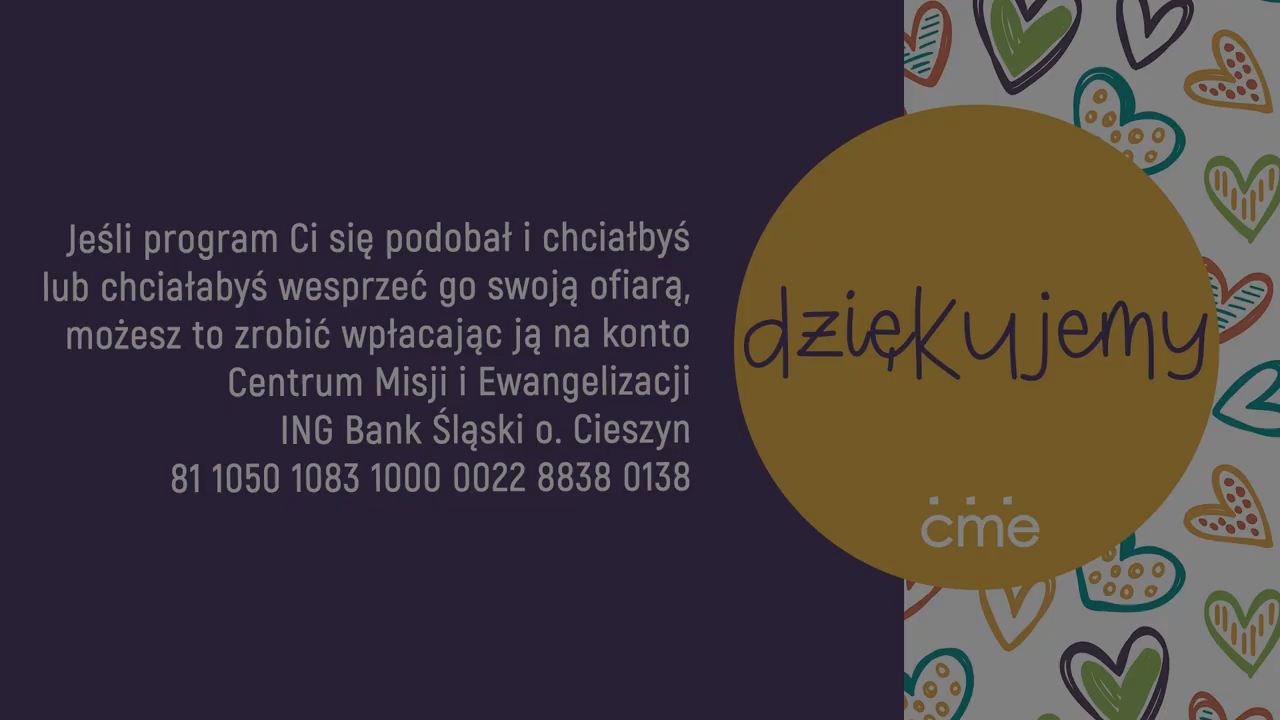 Jeśli program Ci się podobał i chciałbyś
lub chciałabyś wesprzeć go swoją ofiarą,
możesz to zrobić wpłacając ją na konto
Centrum Misji i Ewangelizacji
ING Bank Śląski o. Cieszyn
81 1050 1083 1000 0022 8838 0138
dziękujemy
cme